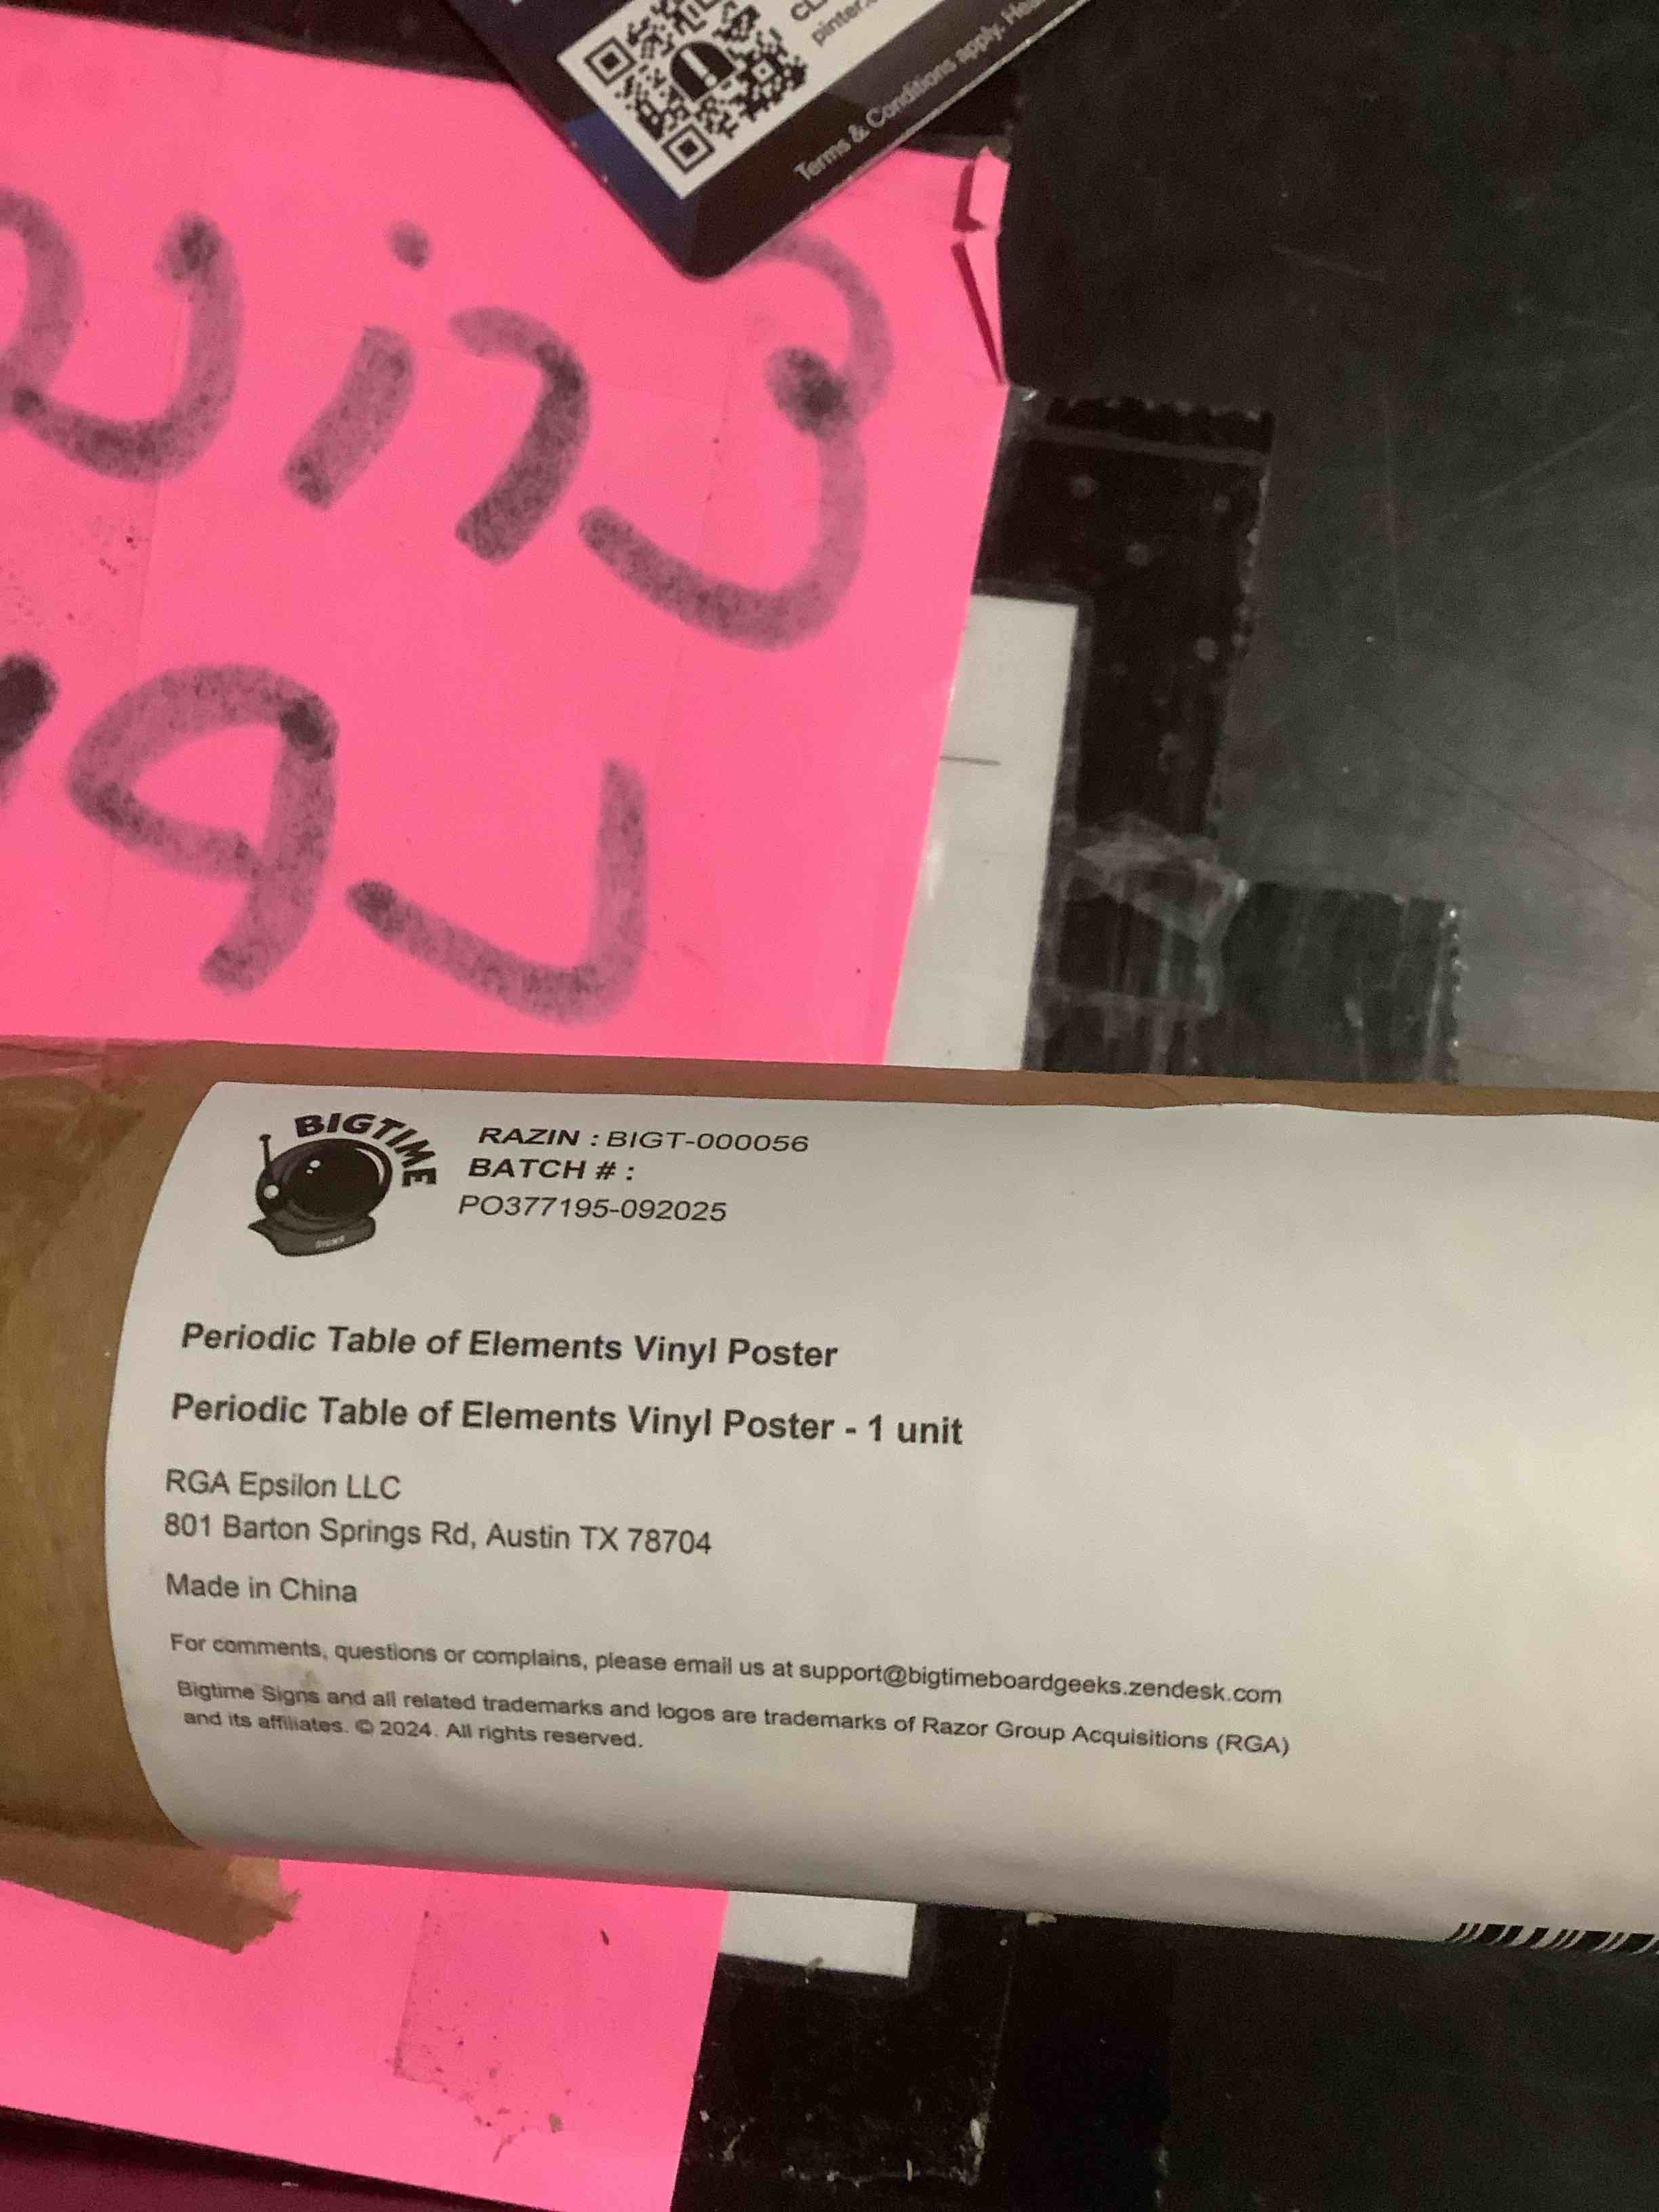 Terms & Conditions apply.
BIGTIME
SIGNS
RAZIN : BIGT-000056
BATCH # :
PO377195-092025
Periodic Table of Elements Vinyl Poster
Periodic Table of Elements Vinyl Poster - 1 unit
RGA Epsilon LLC
801 Barton Springs Rd, Austin TX 78704
Made in China
For comments, questions or complains, please email us at support@bigtimeboardgeeks.zendesk.com
Bigtime Signs and all related trademarks and logos are trademarks of Razor Group Acquisitions (RGA)
and its affiliates. © 2024. All rights reserved.